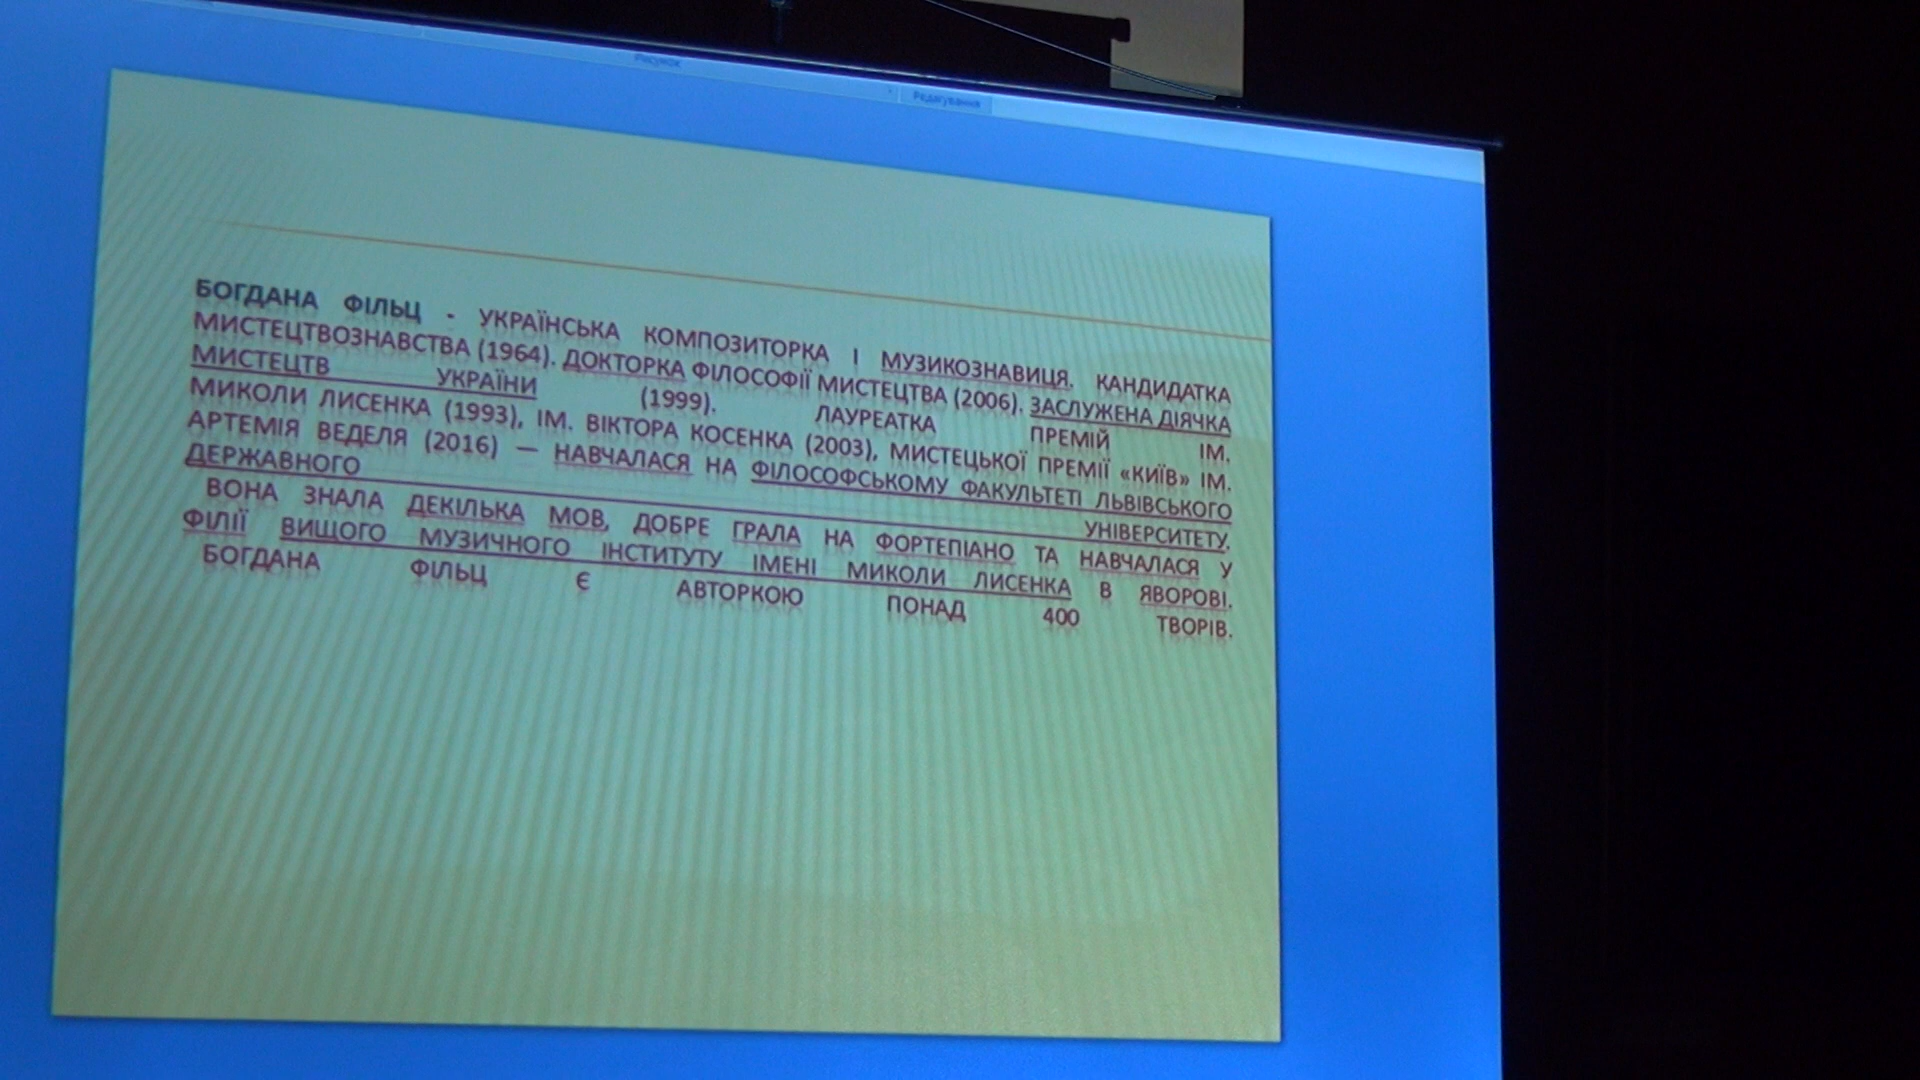 Рисунок
Редагування
БОГДАНА ФІЛЬЦ - УКРАЇНСЬКА КОМПОЗИТОРКА І МУЗИКОЗНАВИЦЯ. КАНДИДАТКА
МИСТЕЦТВОЗНАВСТВА (1964). ДОКТОРКА ФІЛОСОФІЇ МИСТЕЦТВА (2006). ЗАСЛУЖЕНА ДІЯЧКА
МИСТЕЦТВ УКРАЇНИ (1999). ЛАУРЕАТКА ПРЕМІЙ ІМ.
МИКОЛИ ЛИСЕНКА (1993), ІМ. ВІКТОРА КОСЕНКА (2003), МИСТЕЦЬКОЇ ПРЕМІЇ «КИЇВ» ІМ.
АРТЕМІЯ ВЕДЕЛЯ (2016) — НАВЧАЛАСЯ НА ФІЛОСОФСЬКОМУ ФАКУЛЬТЕТІ ЛЬВІВСЬКОГО
ДЕРЖАВНОГО УНІВЕРСИТЕТУ.
ВОНА ЗНАЛА ДЕКІЛЬКА МОВ, ДОБРЕ ГРАЛА НА ФОРТЕПІАНО ТА НАВЧАЛАСЯ У
ФІЛІЇ ВИЩОГО МУЗИЧНОГО ІНСТИТУТУ ІМЕНІ МИКОЛИ ЛИСЕНКА В ЯВОРОВІ.
БОГДАНА ФІЛЬЦ Є АВТОРКОЮ ПОНАД 400 ТВОРІВ.